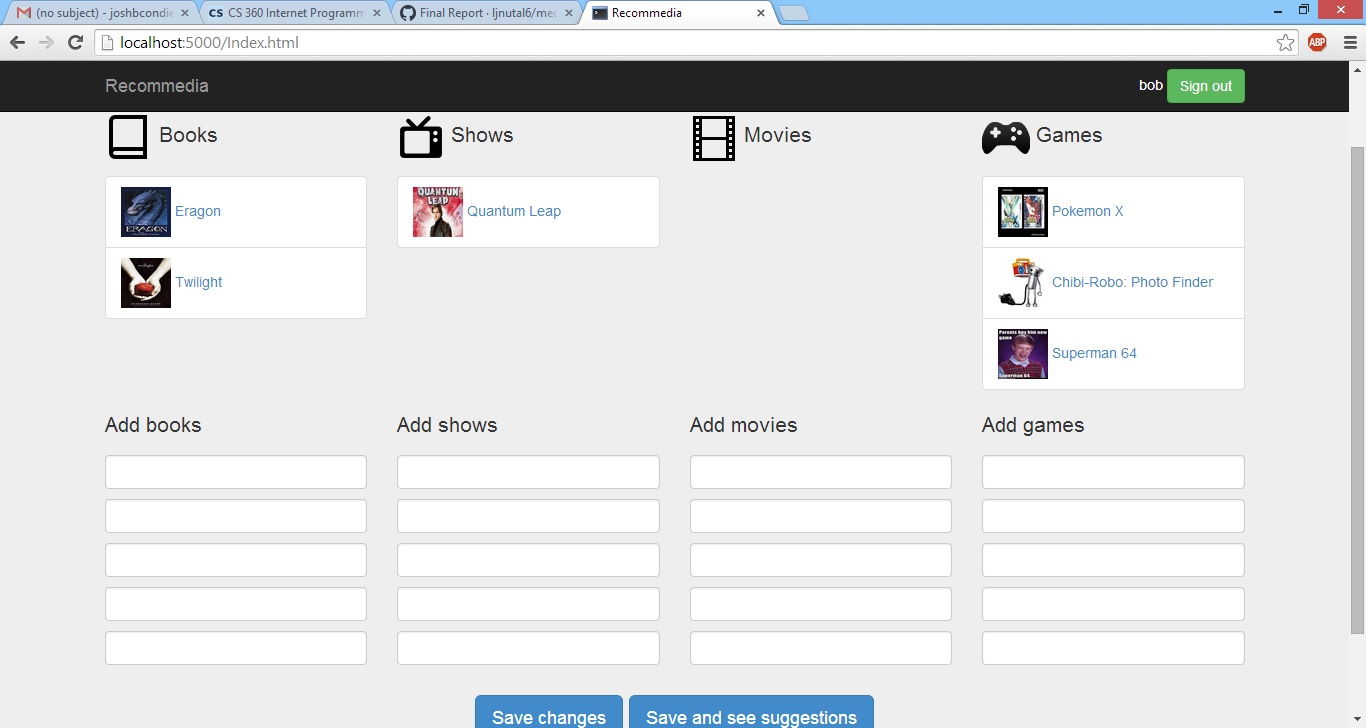 (no subject) - joshbcondie
CS CS 360 Internet Programm
Final Report · ljnutal6/med
Recommedia
localhost:5000/Index.html
ABP
Recommedia
bob
Sign out
Books
Shows
Movies
Games
ERAGON
Eragon
QUANTUM LEAP
Quantum Leap
Pokemon X
Twilight
Chibi-Robo: Photo Finder
Parents buy him new game
Superman 64
Superman 64
Add books
Add shows
Add movies
Add games
Save changes
Save and see suggestions